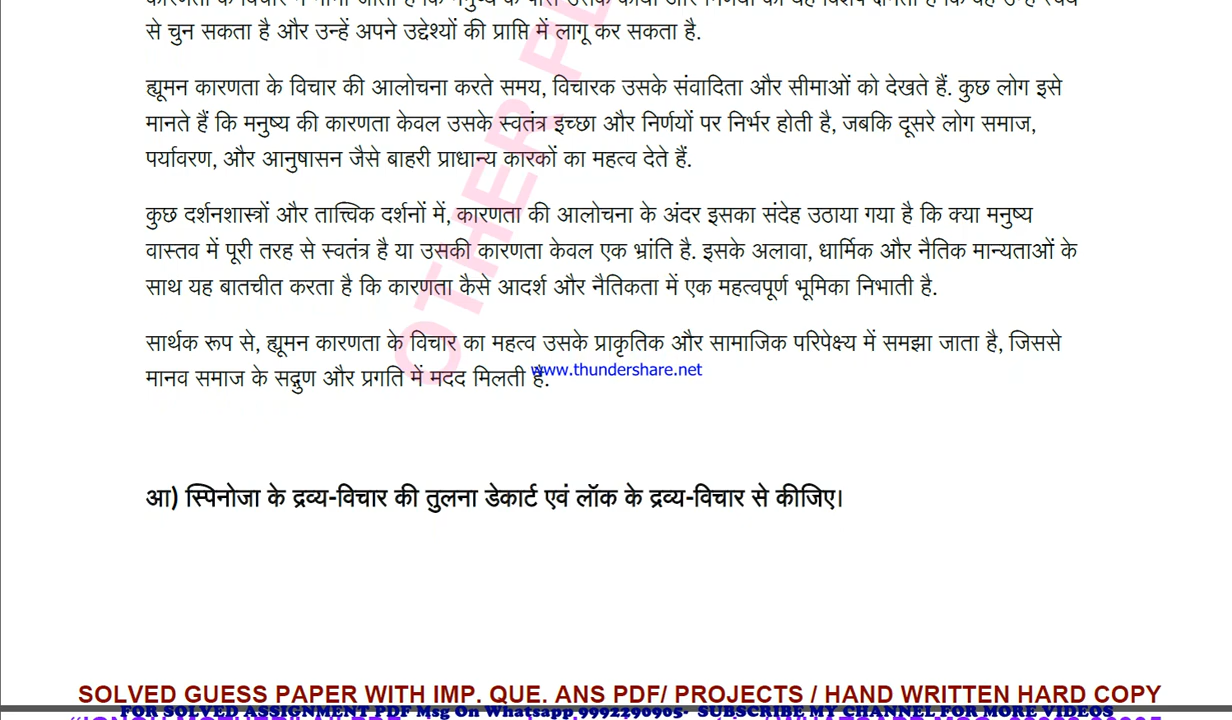 से चुन सकता है और उन्हें अपने उद्देश्यों की प्राप्ति में लागू कर सकता है.
ह्यूमन कारणता के विचार की आलोचना करते समय, विचारक उसके संवादिता और सीमाओं को देखते हैं. कुछ लोग इसे
मानते हैं कि मनुष्य की कारणता केवल उसके स्वतंत्र इच्छा और निर्णयों पर निर्भर होती है, जबकि दूसरे लोग समाज,
पर्यावरण, और आनुषासन जैसे बाहरी प्राधान्य कारकों का महत्व देते हैं.
कुछ दर्शनशास्त्रों और तात्त्विक दर्शनों में, कारणता की आलोचना के अंदर इसका संदेह उठाया गया है कि क्या मनुष्य
वास्तव में पूरी तरह से स्वतंत्र है या उसकी कारणता केवल एक भ्रांति है. इसके अलावा, धार्मिक और नैतिक मान्यताओं के
साथ यह बातचीत करता है कि कारणता कैसे आदर्श और नैतिकता में एक महत्वपूर्ण भूमिका निभाती है.
सार्थक रूप से, ह्यूमन कारणता के विचार का महत्व उसके प्राकृतिक और सामाजिक परिपेक्ष्य में समझा जाता है, जिससे
मानव समाज के सद्गुण और प्रगति में मदद मिलती है.
www.thundershare.net
OTHER PL
आ) स्पिनोजा के द्रव्य-विचार की तुलना डेकार्ट एवं लॉक के द्रव्य-विचार से कीजिए।
SOLVED GUESS PAPER WITH IMP. QUE. ANS PDF/ PROJECTS / HAND WRITTEN HARD COPY
FOR SOLVED ASSIGNMENT PDF Msg On Whatsapp 9992290905- SUBSCRIBE MY CHANNEL FOR MORE VIDEOS